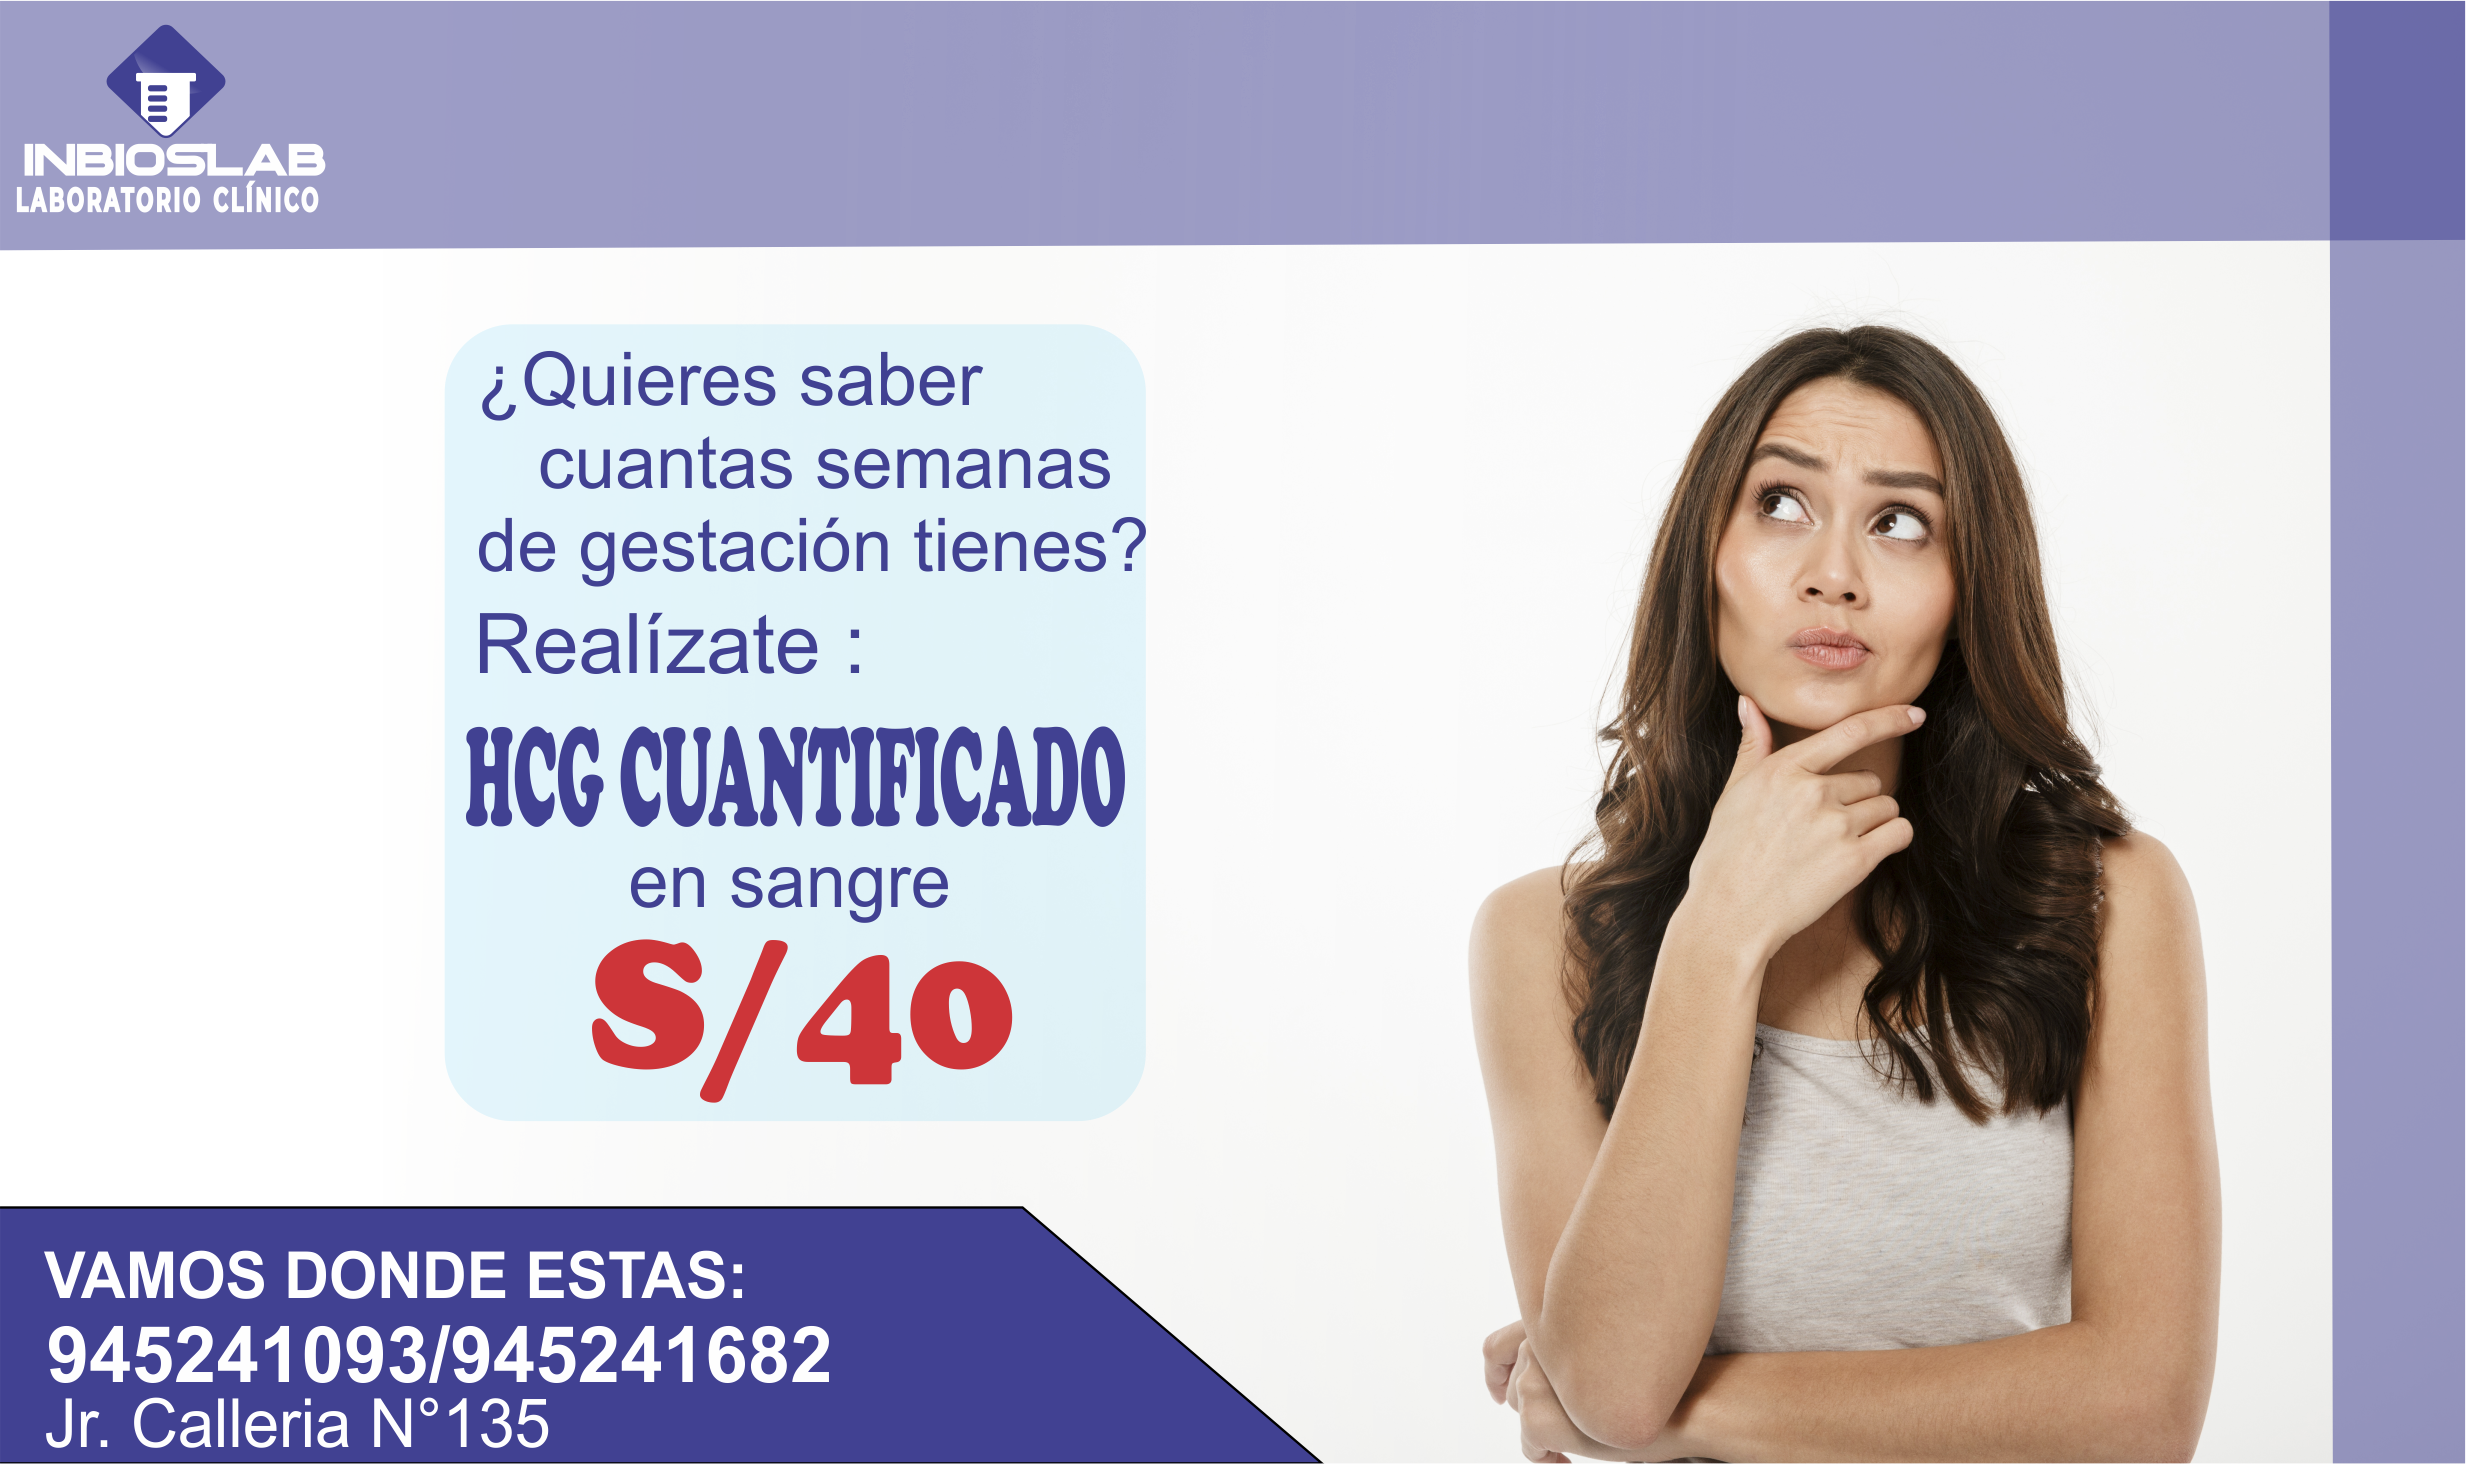 INBIOSLAB
LABORATORIO CLÍNICO
¿Quieres saber
cuantas semanas
de gestación tienes?
Realízate :
HCG CUANTIFICADO
en sangre
S/40
VAMOS DONDE ESTAS:
945241093/945241682
Jr. Calleria N°135